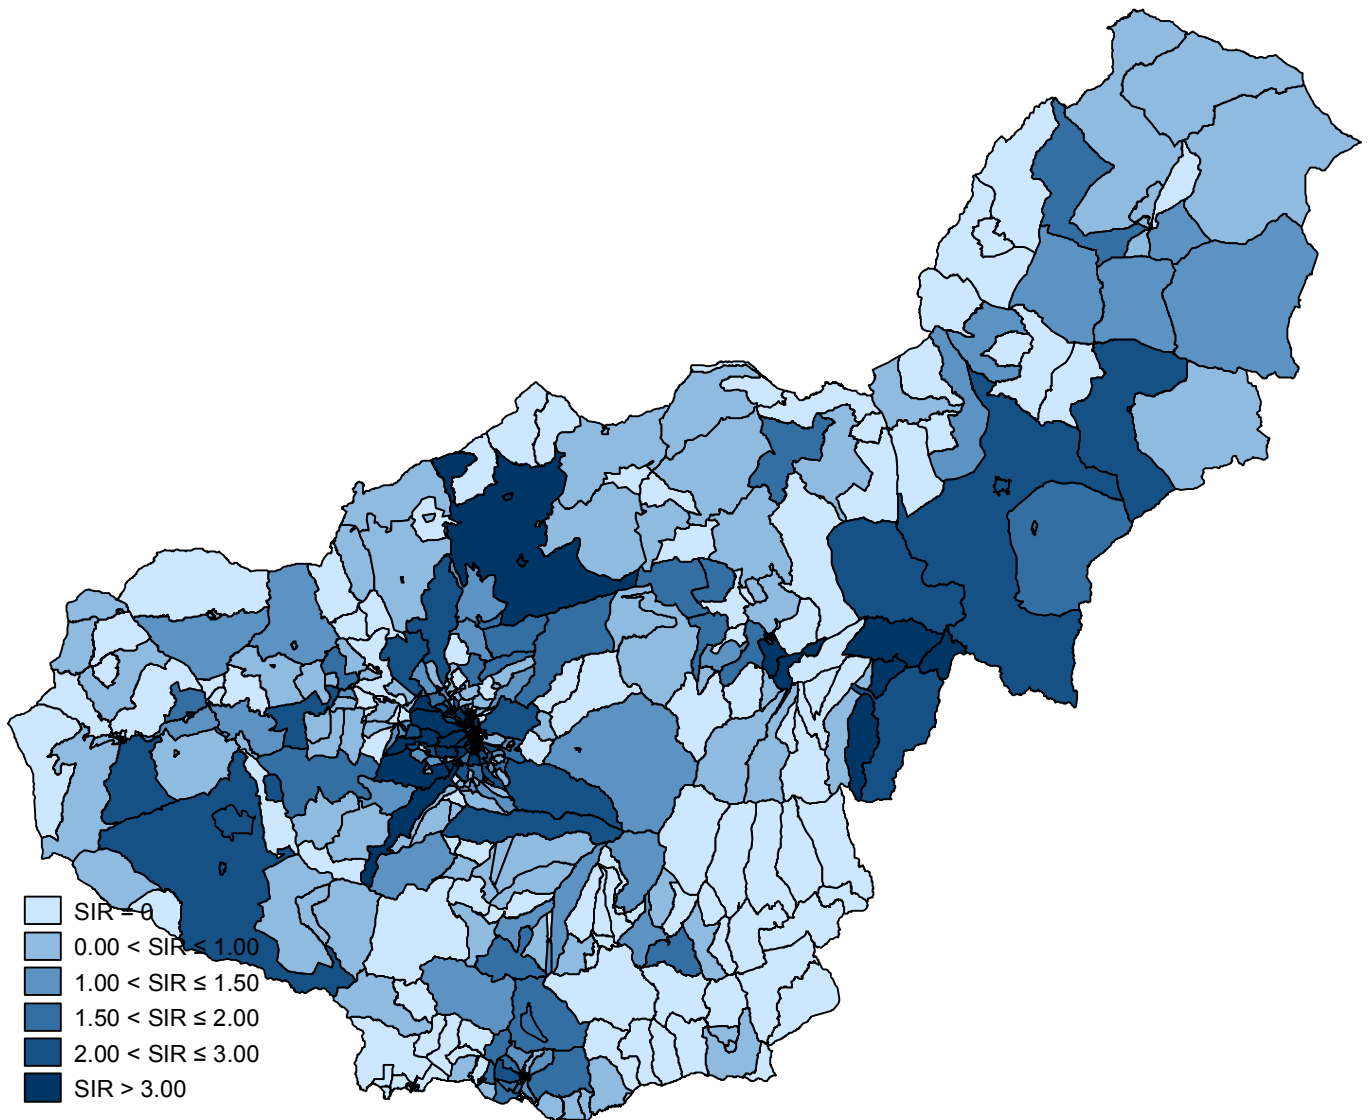 SIR = 0
0.00 < SIR ≤ 1.00
1.00 < SIR ≤ 1.50
1.50 < SIR ≤ 2.00
2.00 < SIR ≤ 3.00
SIR > 3.00